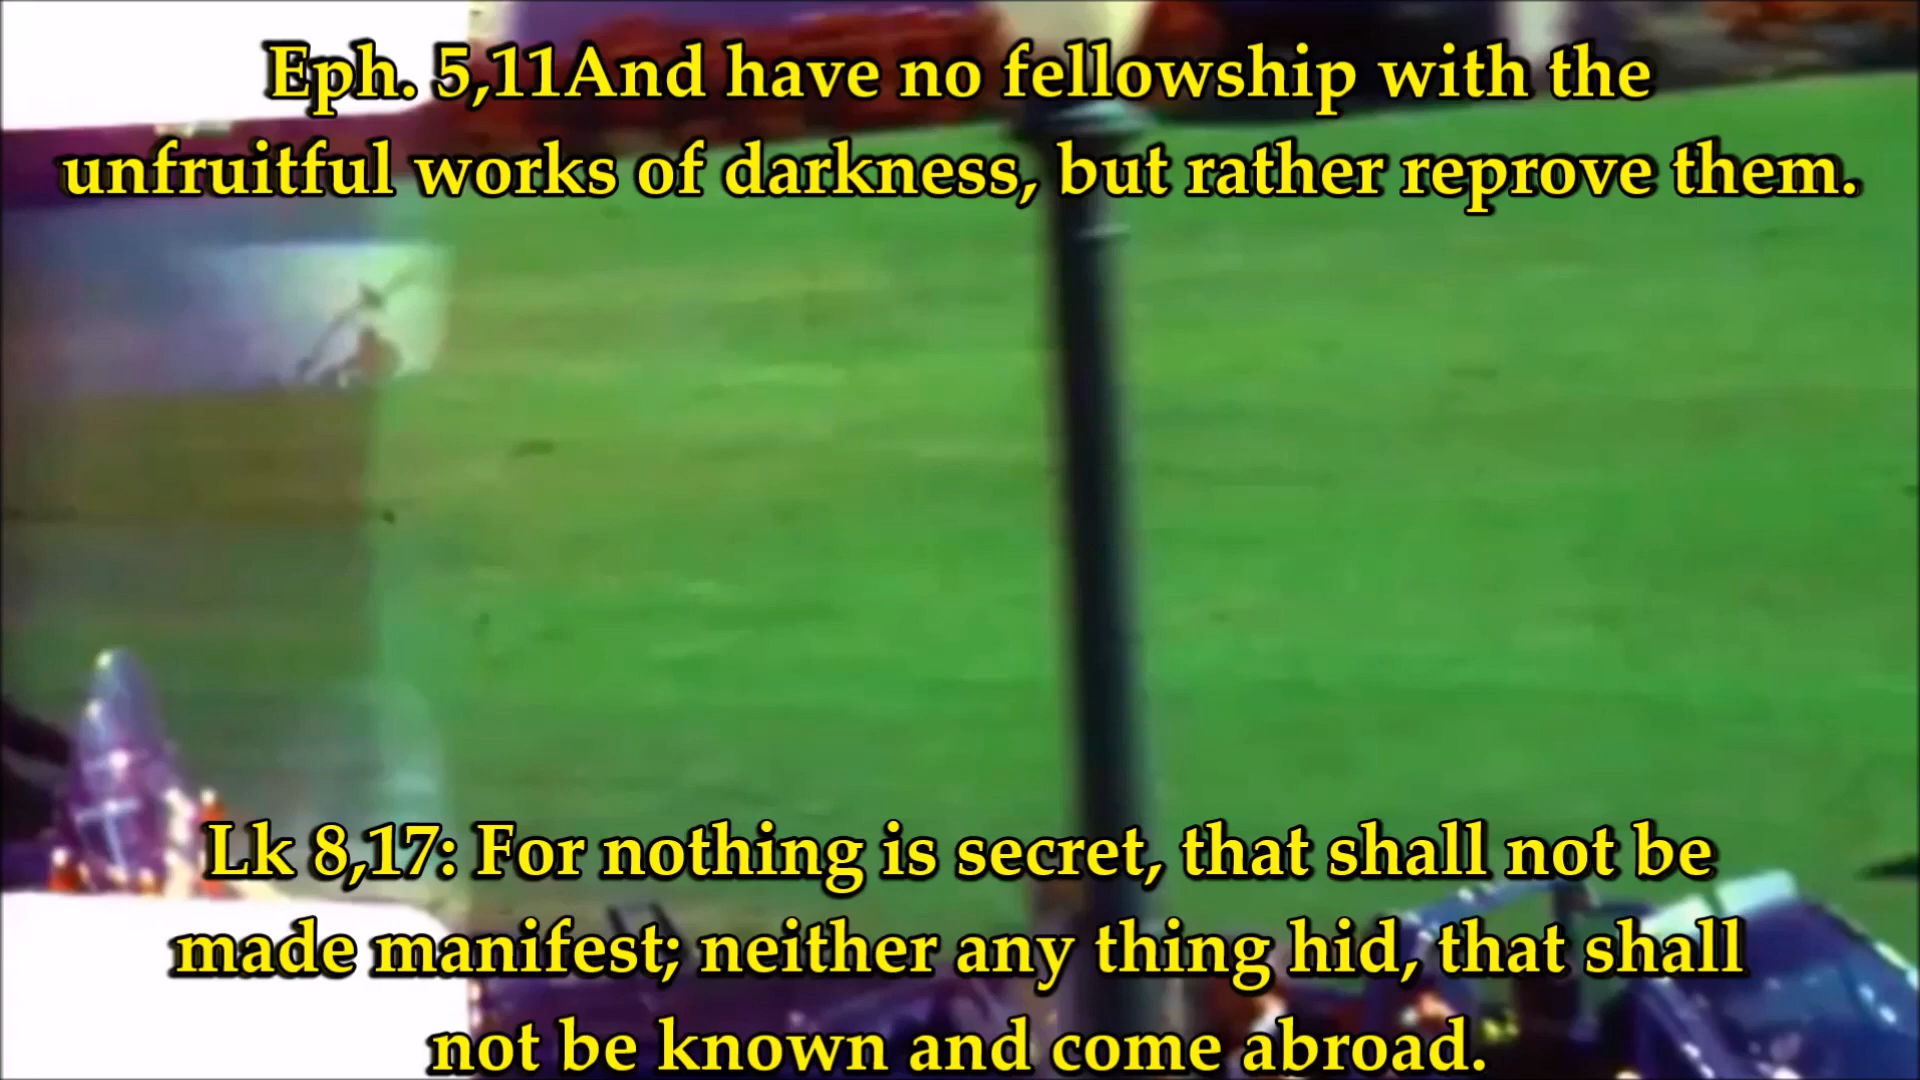 Eph. 5,11And have no fellowship with the
unfruitful works of darkness, but rather reprove them.
Lk 8,17: For nothing is secret, that shall not be
made manifest; neither any thing hid, that shall
not be known and come abroad.